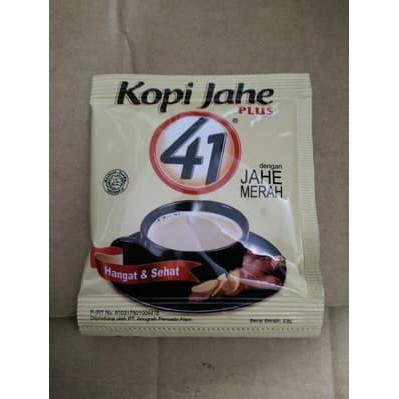 Kopi Jahe
PLUS
41
®
dengan
JAHE
MERAH
Hangat & Sehat